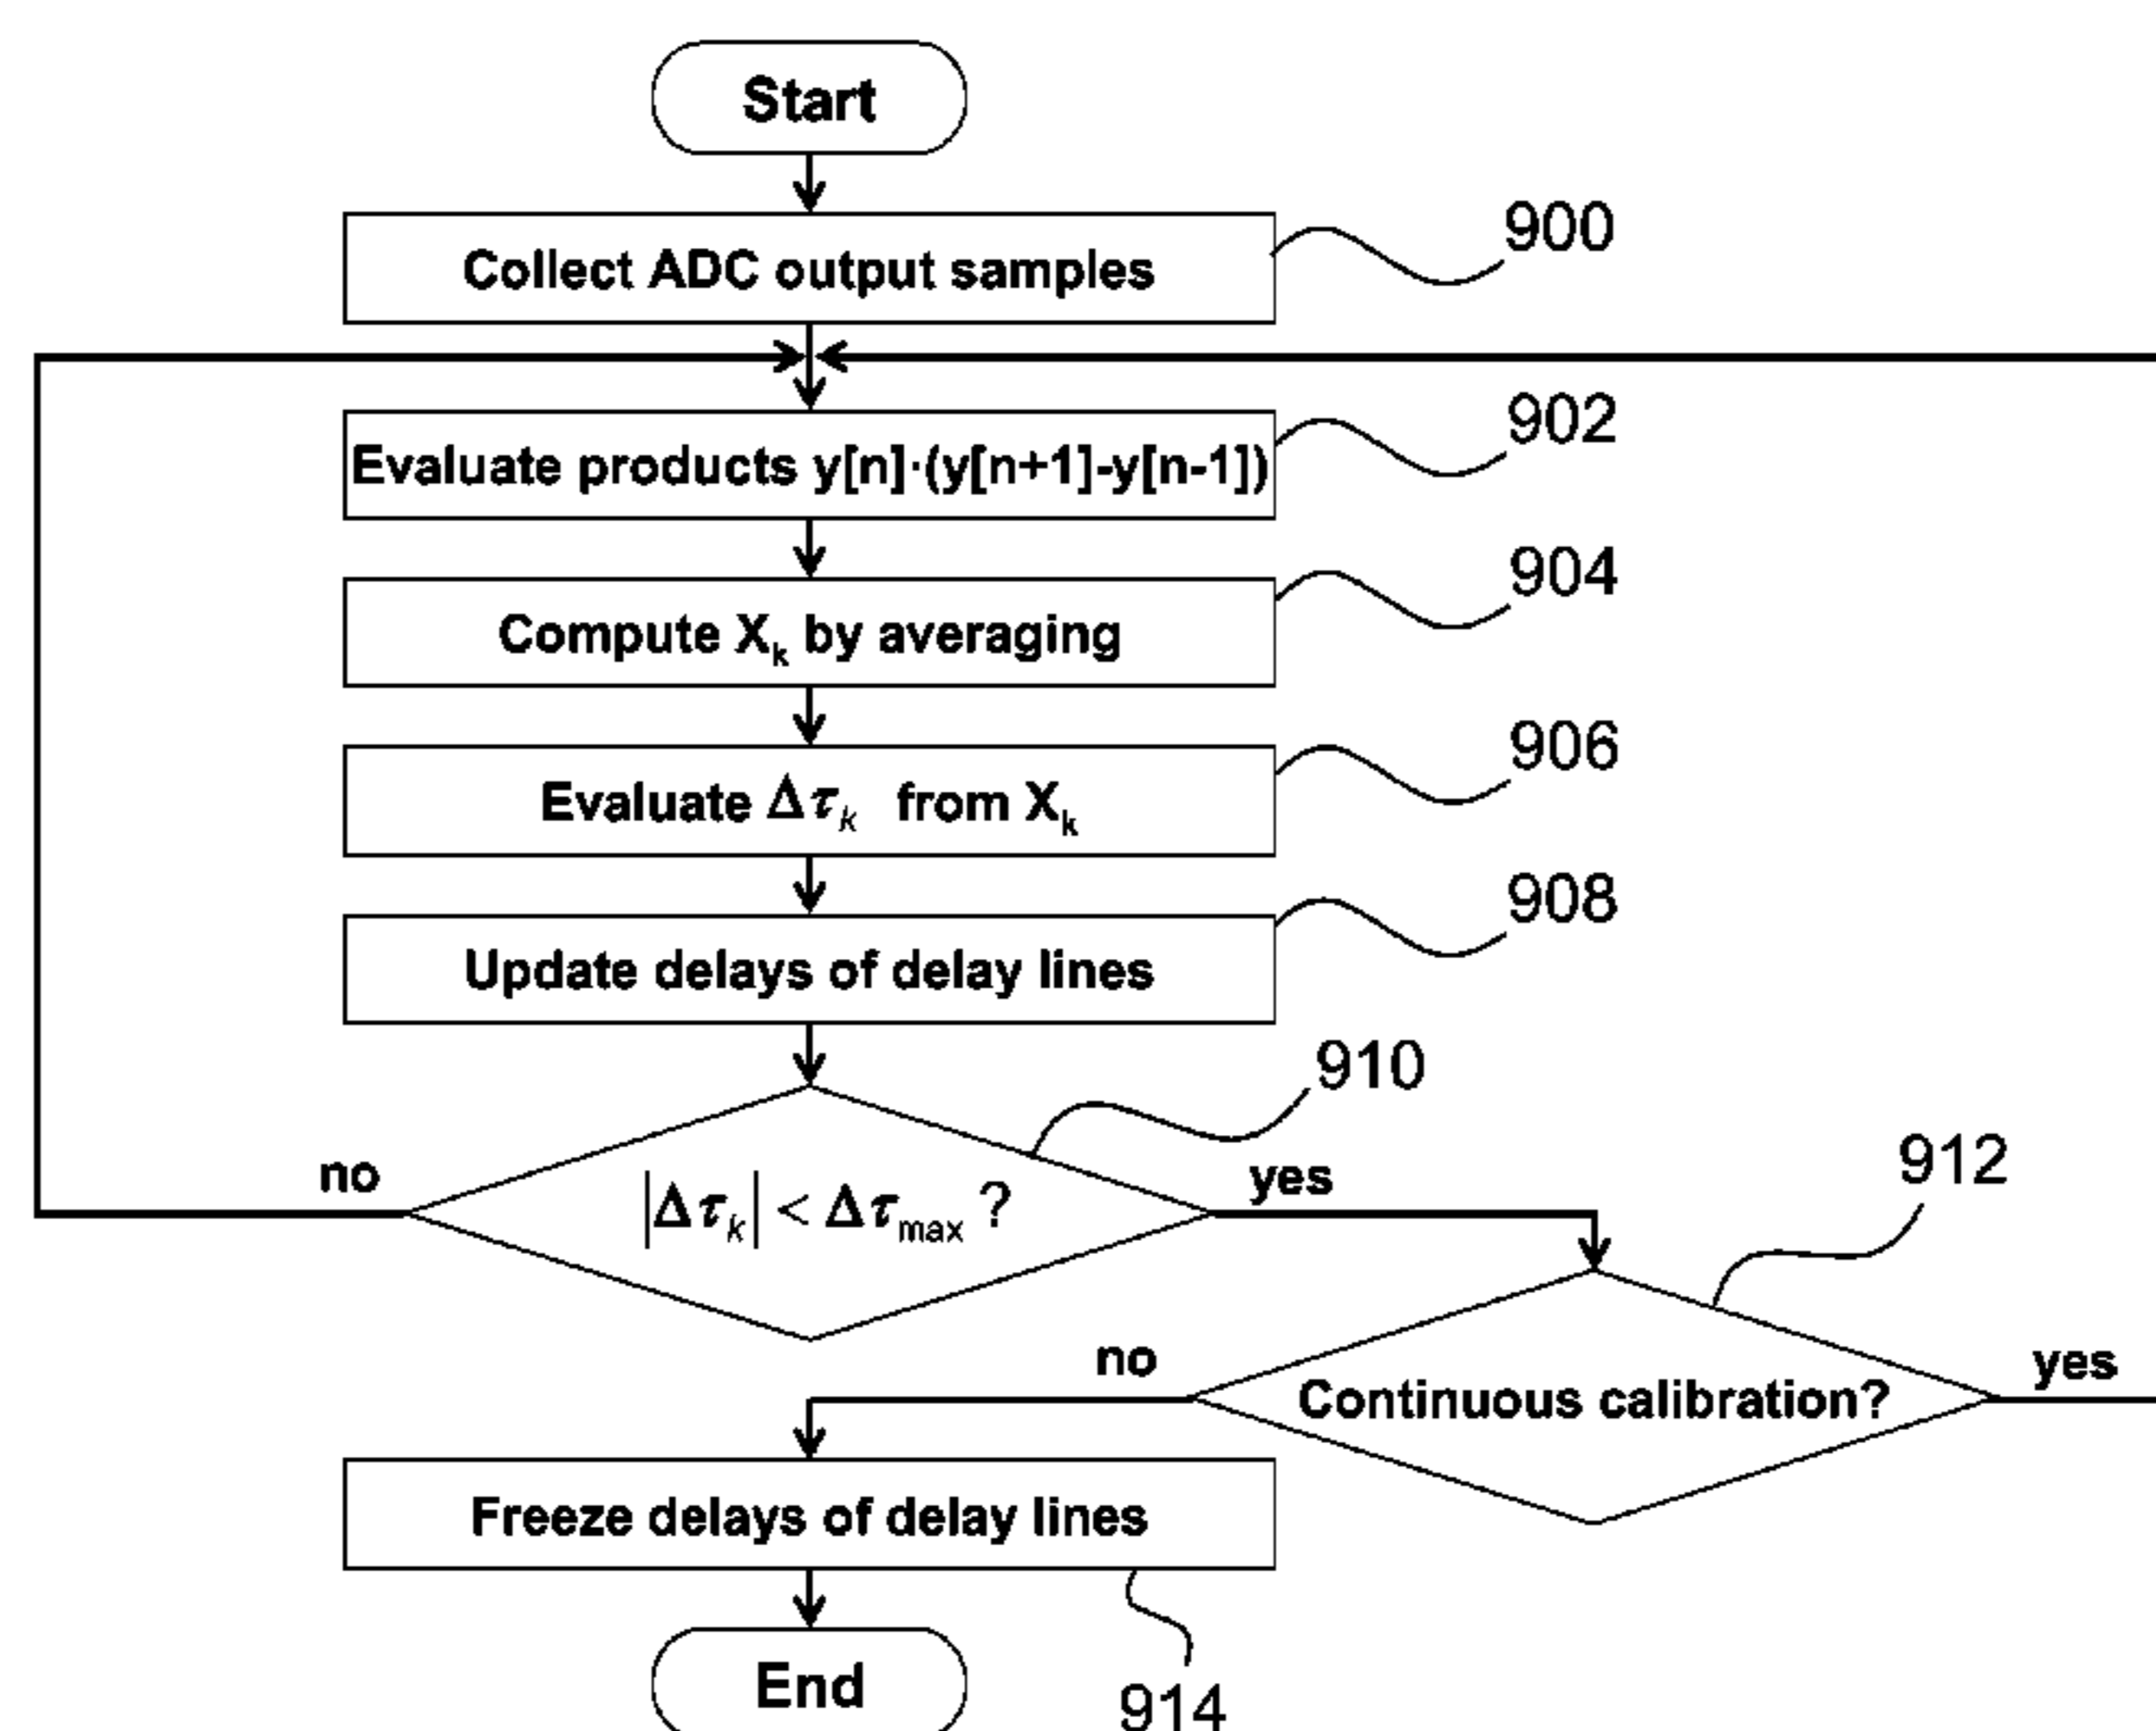 Start
Collect ADC output samples
900
Evaluate products y[n]·(y[n+1]-y[n-1])
902
Compute Xk by averaging
904
Evaluate Δτk from Xk
906
Update delays of delay lines
908
910
|Δτk| < Δτmax ?
no
yes
912
Continuous calibration?
no
yes
Freeze delays of delay lines
914
End